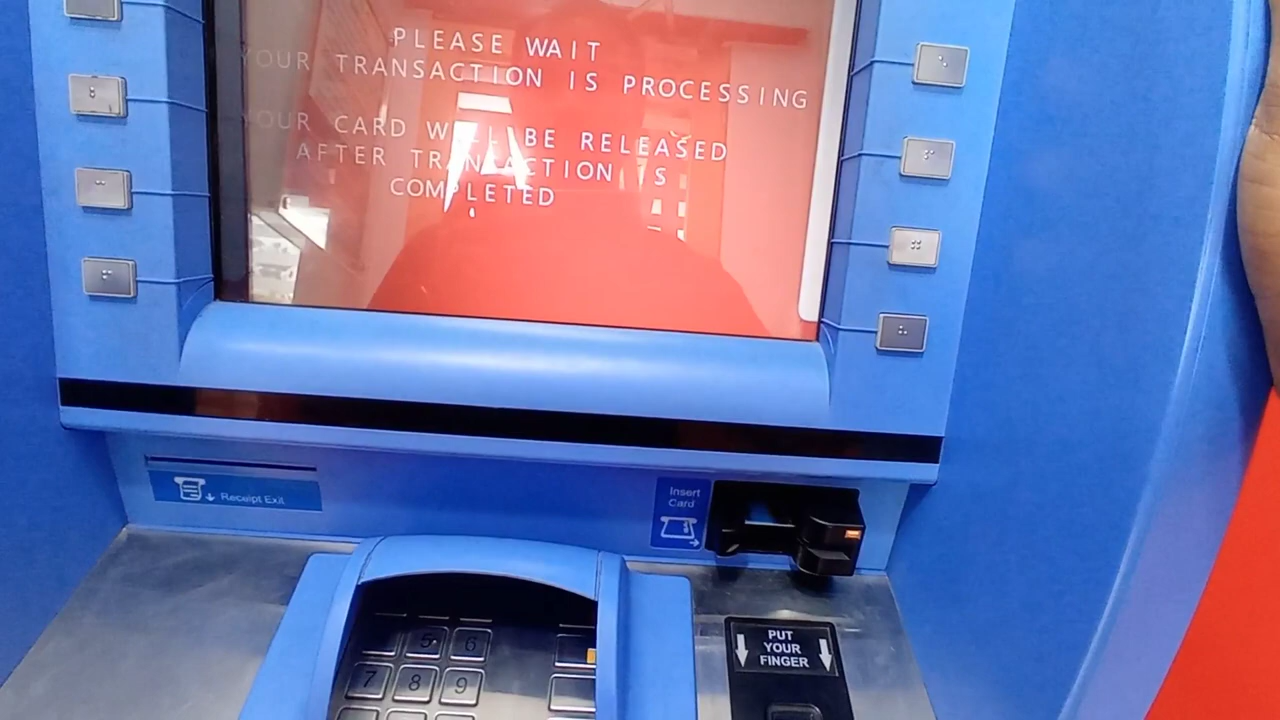 PLEASE WAIT
YOUR TRANSACTION IS PROCESSING
YOUR CARD WILL BE RELEASED
AFTER TRANSACTION IS
COMPLETED
Receipt Exit
Insert
Card
PUT
YOUR
FINGER
5 6
7 8 9